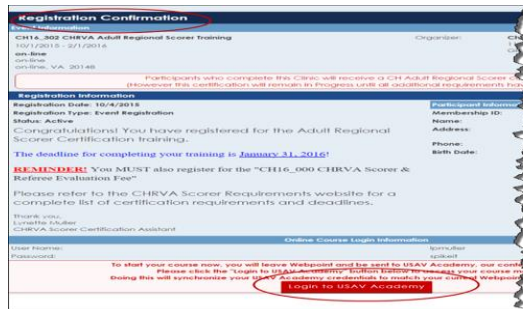 Registration Confirmation
Event Information
CH16_302 CHRVA Adult Regional Scorer Training
Organizer:
10/1/2015 - 2/1/2016
on-line
on-line
on-line, VA 20148
Participants who complete this Clinic will receive a CH Adult Regional Scorer
(However this certification will remain in Progress until all additional requirements
Registration Information
Participant
Registration Date: 10/4/2015
Membership ID:
Registration Type: Event Registration
Name:
Status: Active
Address:
Congratulations! You have registered for the Adult Regional
Scorer Certification training.
Phone:
Birth Date:
The deadline for completing your training is January 31, 2016!
REMINDER! You MUST also register for the "CH16_000 CHRVA Scorer &
Referee Evaluation Fee"
Please refer to the CHRVA Scorer Requirements website for a
complete list of certification requirements and deadlines.
Thank you,
Lynette Muller
CHRVA Scorer Certification Assistant
Online Course Login Information
User Name:
lpmuller
Password:
spikeit
To start your course now, you will leave Webpoint and be sent to USAV Academy, our
Please click the "Login to USAV Academy" button below to access your course
Doing this will synchronize your USAV Academy credentials to match your current Webpoint
Login to USAV Academy